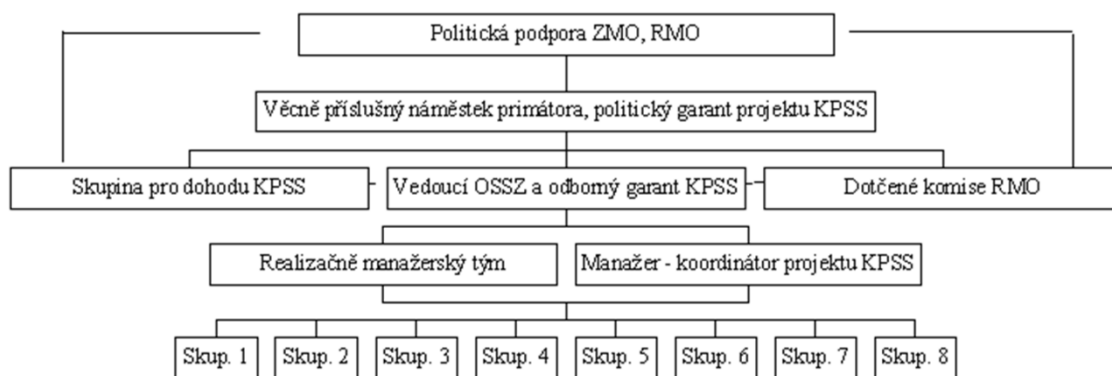 Politická podpora ZMO, RMO
Věcně příslušný náměstek primátora, politický garant projektu KPSS
Skupina pro dohodu KPSS
Vedoucí OSSZ a odborný garant KPSS
Dotčené komise RMO
Realizačně manažerský tým
Manažer - koordinátor projektu KPSS
Skup. 1
Skup. 2
Skup. 3
Skup. 4
Skup. 5
Skup. 6
Skup. 7
Skup. 8